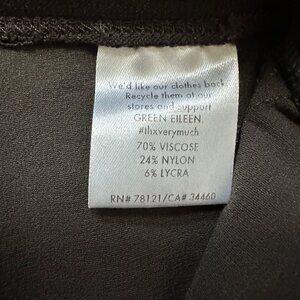 We'd like our clothes back
Recycle them at our
stores and support
GREEN EILEEN.
#thxverymuch
70% VISCOSE
24% NYLON
6% LYCRA
RN# 78121/CA# 34460